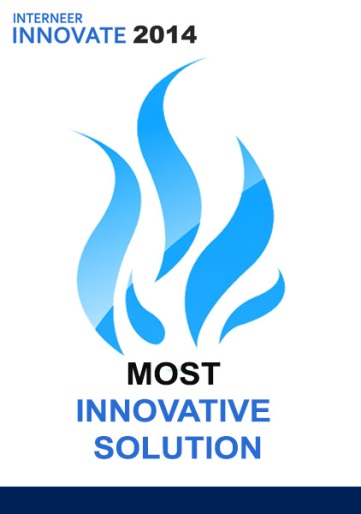 INTERNEER
INNOVATE 2014
MOST
INNOVATIVE
SOLUTION